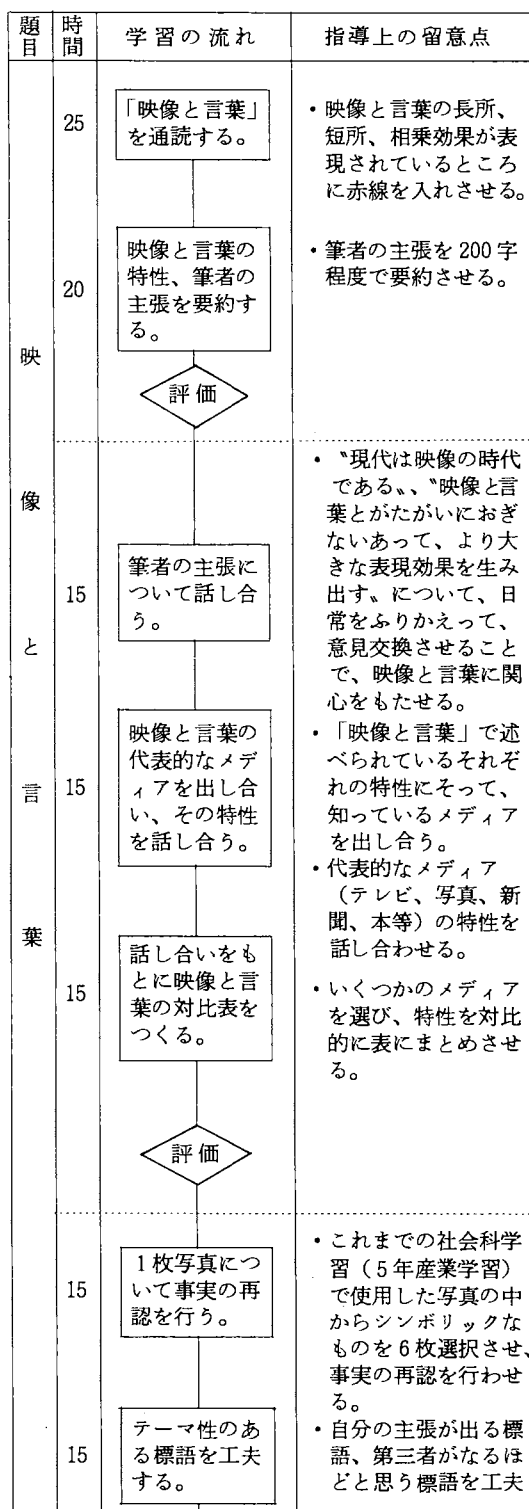 題目
時間
学習の流れ
指導上の留意点
映像と言葉
25
「映像と言葉」
を通読する。
・映像と言葉の長所、
短所、相乗効果が表
現されているところ
に赤線を入れさせる。
20
映像と言葉の
特性、筆者の
主張を要約す
る。
・筆者の主張を200字
程度で要約させる。
評価
15
筆者の主張に
ついて話し合
う。
・〝現代は映像の時代
である〟、〝映像と言
葉とがたがいにおぎ
ないあって、より大
きな表現効果を生み
出す〟について、日
常をふりかえって、
意見交換させること
で、映像と言葉に関
心をもたせる。
15
映像と言葉の
代表的なメデ
ィアを出し合
い、その特性
を話し合う。
・「映像と言葉」で述
べられているそれぞ
れの特性にそって、
知っているメディア
を出し合う。
・代表的なメディア
（テレビ、写真、新
聞、本等）の特性を
話し合わせる。
15
話し合いをも
とに映像と言
葉の対比表を
つくる。
・いくつかのメディア
を選び、特性を対比
的に表にまとめさせ
る。
評価
15
1枚写真につ
いて事実の再
認を行う。
・これまでの社会科学
習（5年産業学習）
で使用した写真の中
からシンボリックな
ものを6枚選択させ、
事実の再認を行わせ
る。
15
テーマ性のあ
る標語を工夫
する。
・自分の主張が出る標
語、第三者がなるほ
どと思う標語を工夫